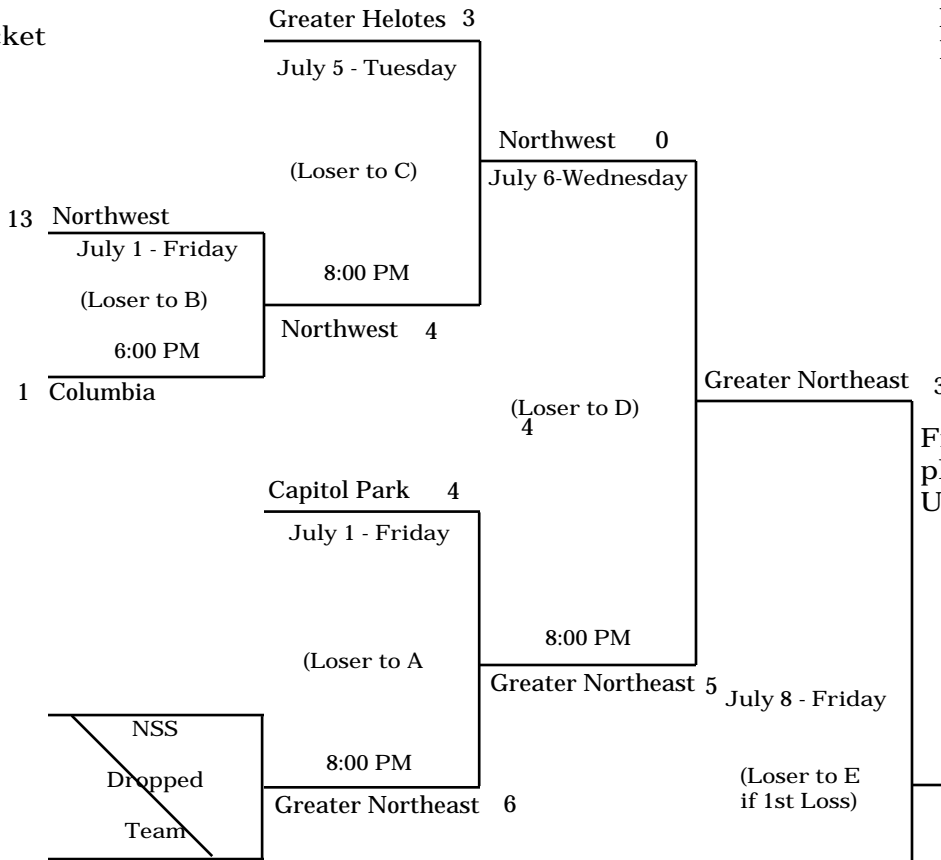 cket
Greater Helotes 3
July 5 - Tuesday
(Loser to C)
8:00 PM
Northwest 0
July 6-Wednesday
13 Northwest
July 1 - Friday
(Loser to B)
6:00 PM
1 Columbia
Northwest 4
(Loser to D)
4
Greater Northeast 3
Capitol Park 4
July 1 - Friday
(Loser to A
8:00 PM
8:00 PM
Greater Northeast 5
July 8 - Friday
(Loser to E
if 1st Loss)
NSS
Dropped
Team
Greater Northeast 6